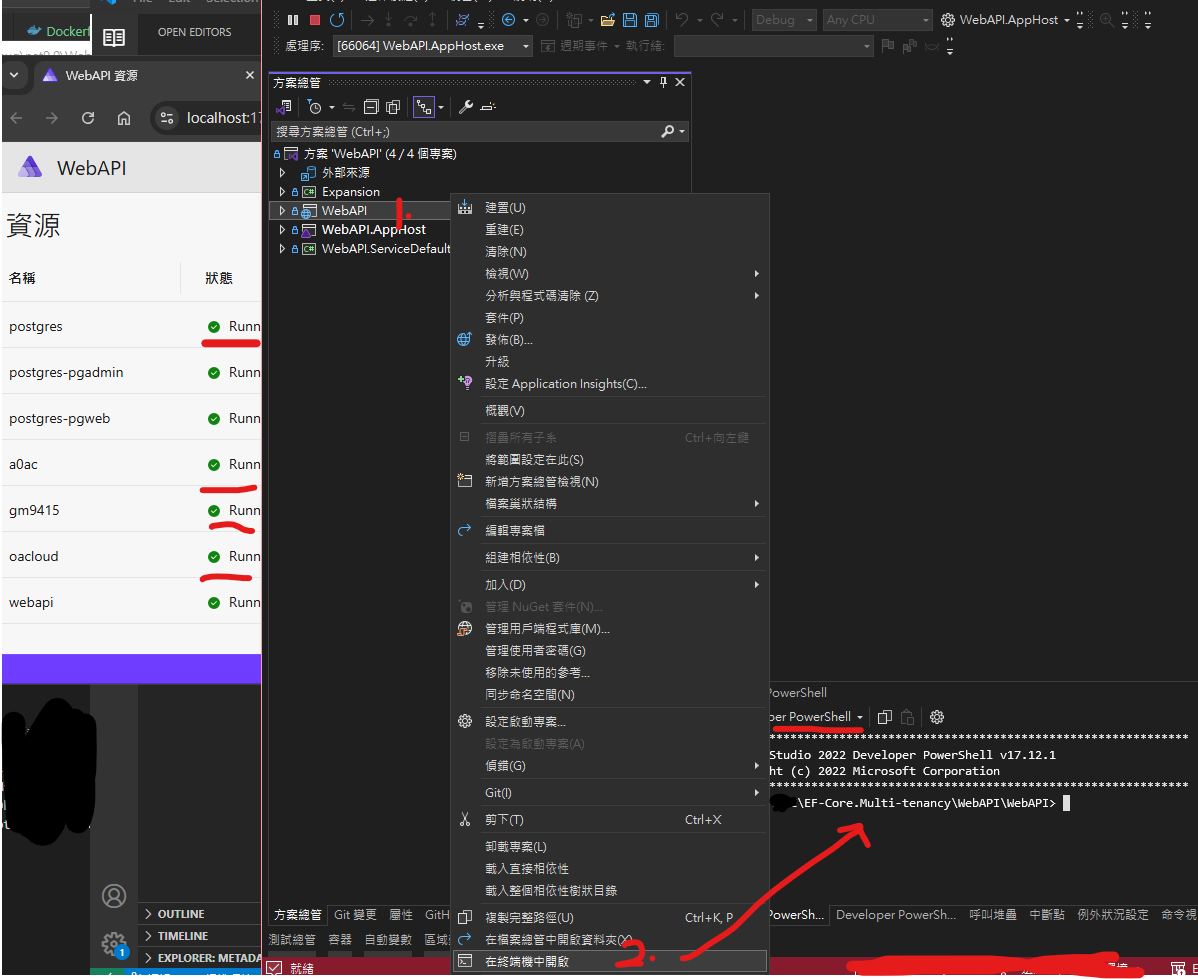 OPEN EDITORS
WebAPI 資源
localhost:17
WebAPI
資源
名稱
狀態
postgres
Runn
postgres-pgadmin
Runn
postgres-pgweb
Runn
a0ac
Runn
gm9415
Runn
oacloud
Runn
webapi
Runn
OUTLINE
TIMELINE
EXPLORER: METADA
1
Debug
Any CPU
WebAPI.AppHost
處理序:
[66064] WebAPI.AppHost.exe
週期事件
執行緒:
方案總管
搜尋方案總管 (Ctrl+;)
方案 'WebAPI' (4 / 4 個專案)
外部來源
Expansion
WebAPI
1.
WebAPI.AppHost
WebAPI.ServiceDefault
建置(U)
重建(E)
清除(N)
檢視(W)
分析與程式碼清除 (Z)
套件(P)
發佈(B)...
升級
設定 Application Insights(C)...
概觀(V)
摺疊所有子系
Ctrl+向左鍵
將範圍設定在此(S)
新增方案總管檢視(N)
檔案巢狀結構
編輯專案檔
組建相依性(B)
加入(D)
管理 NuGet 套件(N)...
管理用戶端程式庫(M)...
管理使用者密碼(G)
移除未使用的參考...
同步命名空間(N)
設定啟動專案...
設定為啟動專案(A)
偵錯(G)
Git(I)
剪下(T)
Ctrl+X
卸載專案(L)
載入直接相依性
載入整個相依性樹狀目錄
複製完整路徑(U)
Ctrl+K, P
在檔案總管中開啟資料夾(X)
在終端機中開啟
2.
PowerShell
per PowerShell
*****************************************************
Studio 2022 Developer PowerShell v17.12.1
ht (c) 2022 Microsoft Corporation
*****************************************************
\EF-Core.Multi-tenancy\WebAPI\WebAPI>
方案總管
Git 變更
屬性
GitH
PowerSh...
Developer PowerSh...
呼叫堆疊
中斷點
例外狀況設定
命令視
測試總管
容器
自動變數
區域
就緒